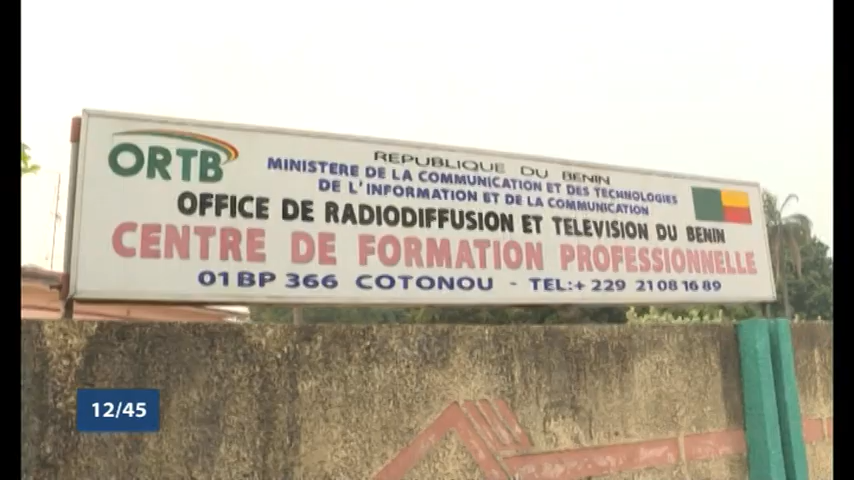 ORTB
REPUBLIQUE DU BENIN
MINISTERE DE LA COMMUNICATION ET DES TECHNOLOGIES
DE L'INFORMATION ET DE LA COMMUNICATION
OFFICE DE RADIODIFFUSION ET TELEVISION DU BENIN
CENTRE DE FORMATION PROFESSIONNELLE
01 BP 366 COTONOU - TEL:+ 229 21 08 16 89
12/45